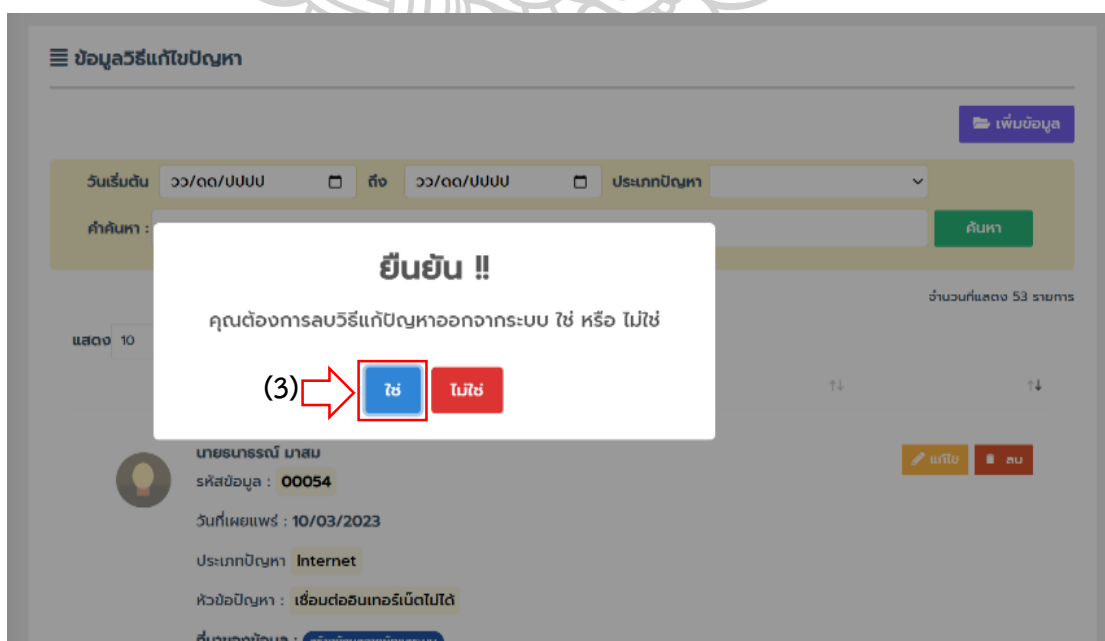 ข้อมูลวิธีแก้ไขปัญหา
เพิ่มข้อมูล
วันเริ่มต้น วว/ดด/ปปปป ถึง วว/ดด/ปปปป ประเภทปัญหา
คำค้นหา : ค้นหา
ยืนยัน !!
คุณต้องการลบวิธีแก้ปัญหาออกจากระบบ ใช่ หรือ ไม่ใช่
จำนวนที่แสดง 53 รายการ
แสดง 10
(3) ใช่ ไม่ใช่
นายธนาธรณ์ มาสม
แก้ไข ลบ
รหัสข้อมูล : 00054
วันที่เผยแพร่ : 10/03/2023
ประเภทปัญหา Internet
หัวข้อปัญหา : เชื่อมต่ออินเทอร์เน็ตไม่ได้
ที่มาของข้อมูล :